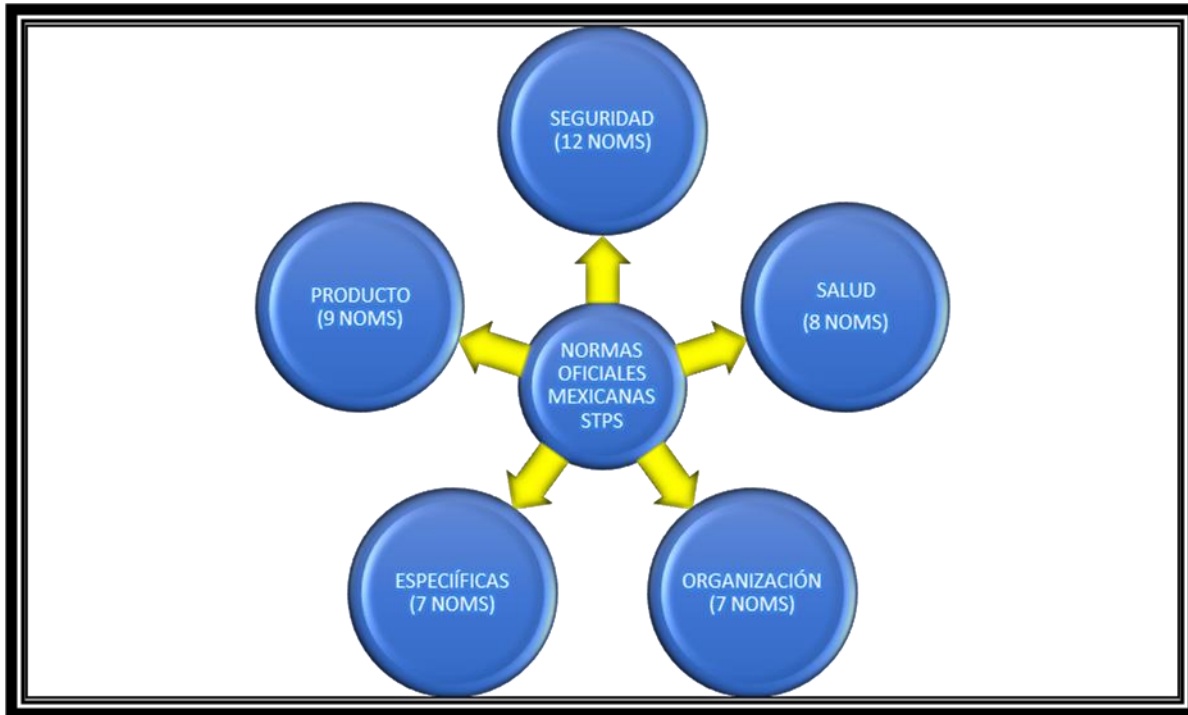 SEGURIDAD
(12 NOMS)
PRODUCTO
(9 NOMS)
SALUD
(8 NOMS)
NORMAS
OFICIALES
MEXICANAS
STPS
ESPECIÍFICAS
(7 NOMS)
ORGANIZACIÓN
(7 NOMS)